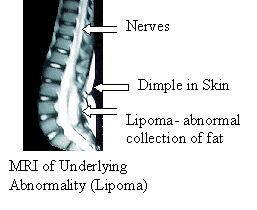 Nerves
Dimple in Skin
Lipoma- abnormal
collection of fat
MRI of Underlying
Abnormality (Lipoma)